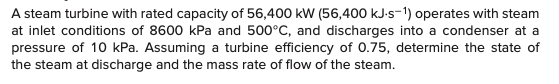 A steam turbine with rated capacity of 56,400 kW (56,400 kJ·s⁻¹) operates with steam
at inlet conditions of 8600 kPa and 500°C, and discharges into a condenser at a
pressure of 10 kPa. Assuming a turbine efficiency of 0.75, determine the state of
the steam at discharge and the mass rate of flow of the steam.